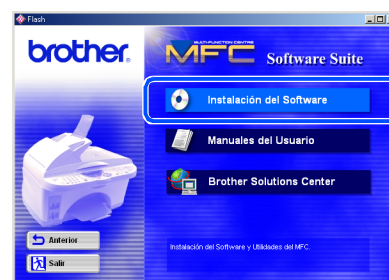 Flash
brother.
MULTI-FUNCTION CENTRE
MFC Software Suite
Instalación del Software
Manuales del Usuario
Brother Solutions Center
Anterior
Salir
Instalación del Software y Utilidades del MFC.